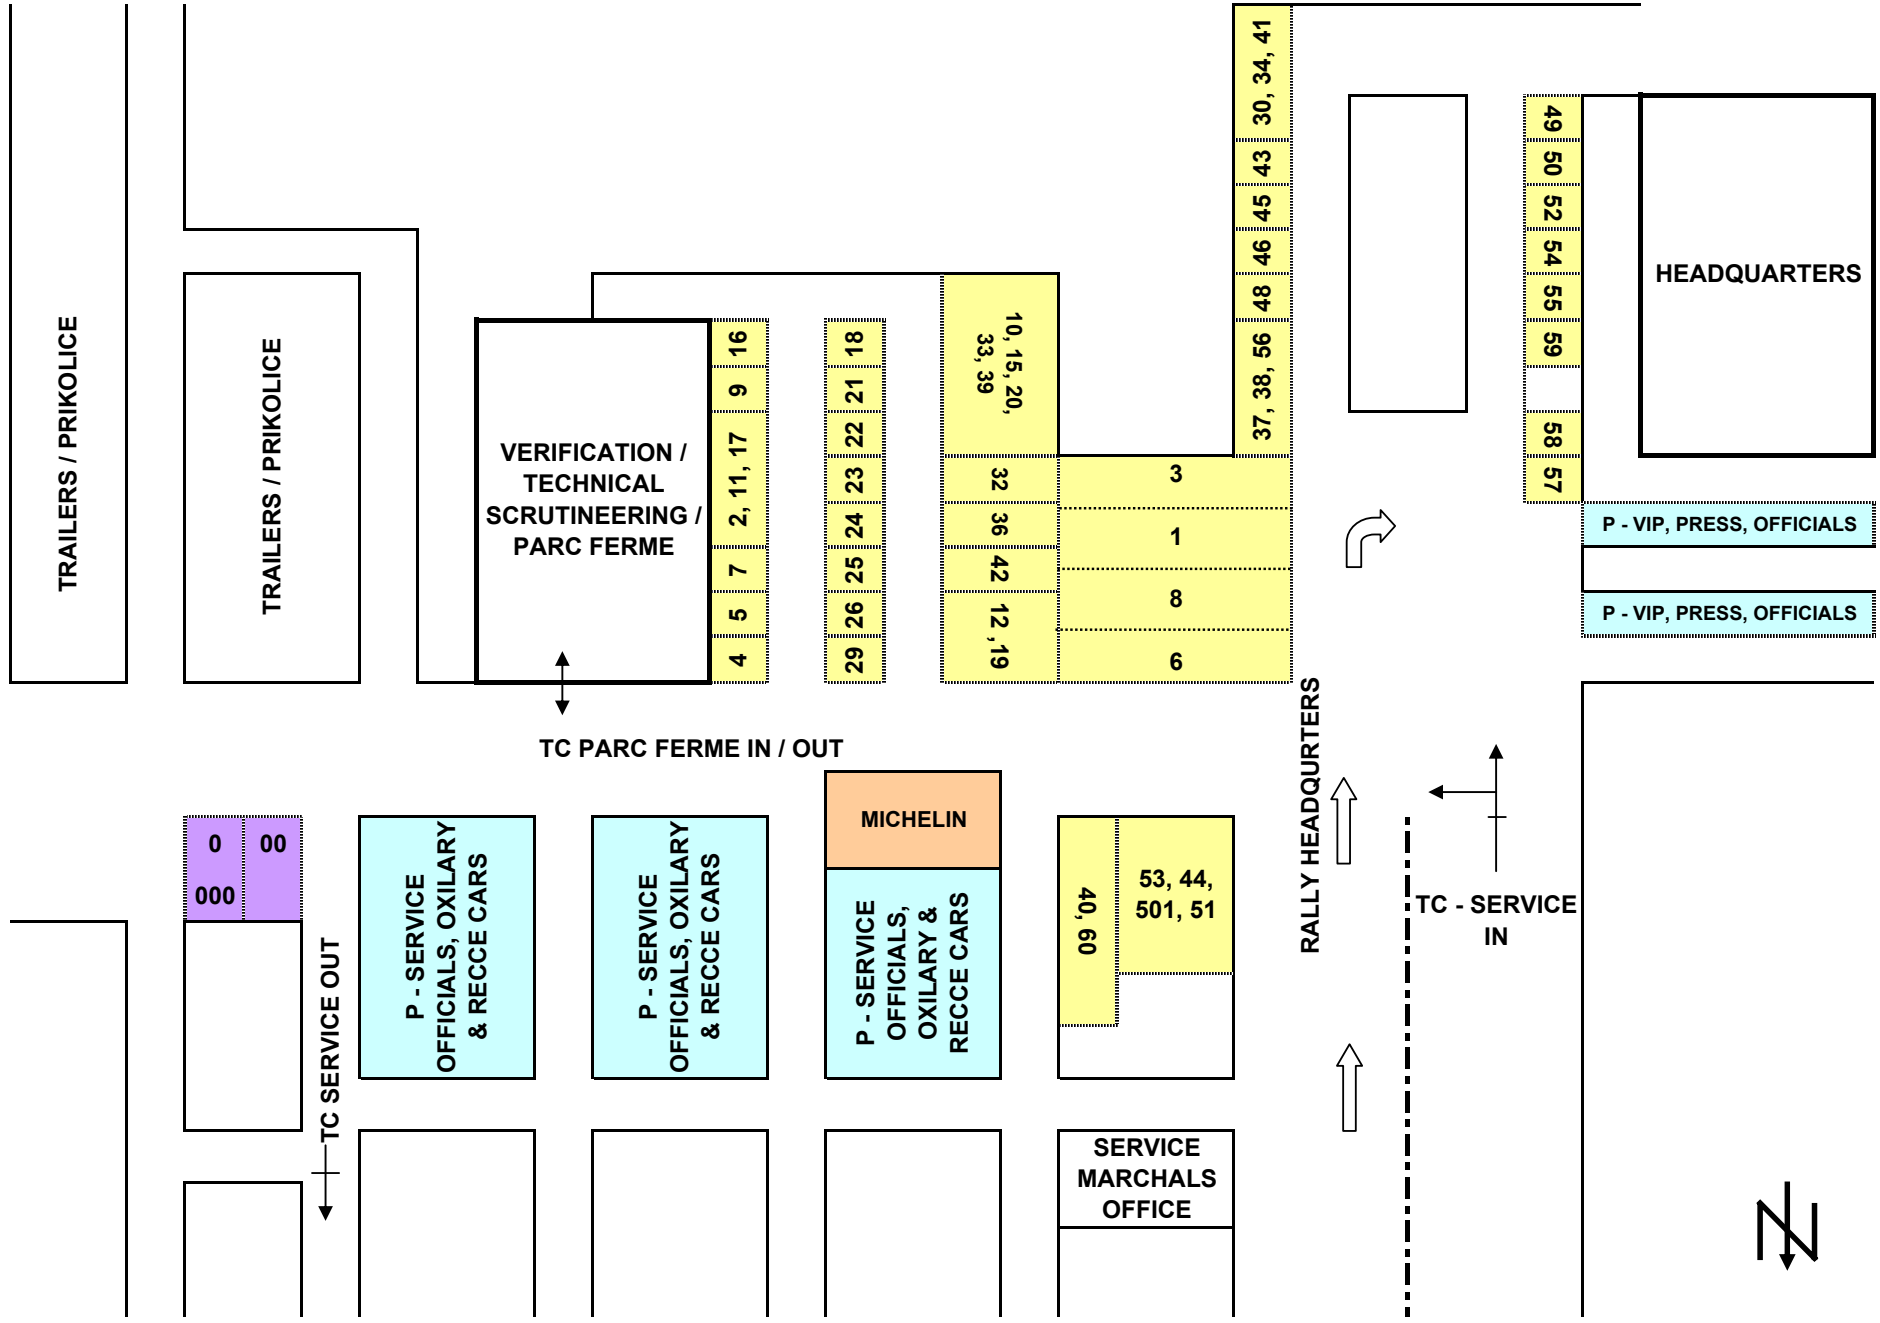 TRAILERS / PRIKOLICE
TRAILERS / PRIKOLICE
VERIFICATION /
TECHNICAL
SCRUTINEERING /
PARC FERME
16
9
2, 11, 17
7
5
4
18
21
22
23
24
25
26
29
10, 15, 20,
33, 39
32
36
42
12 ,19
3
1
8
6
30, 34, 41
43
45
46
48
37, 38, 56
49
50
52
54
55
59
58
57
HEADQUARTERS
P - VIP, PRESS, OFFICIALS
P - VIP, PRESS, OFFICIALS
TC PARC FERME IN / OUT
RALLY HEADQURTERS
0
00
000
TC SERVICE OUT
P - SERVICE
OFFICIALS, OXILARY
& RECCE CARS
P - SERVICE
OFFICIALS, OXILARY
& RECCE CARS
MICHELIN
P - SERVICE
OFFICIALS,
OXILARY &
RECCE CARS
40, 60
53, 44,
501, 51
TC - SERVICE
IN
SERVICE
MARCHALS
OFFICE
N